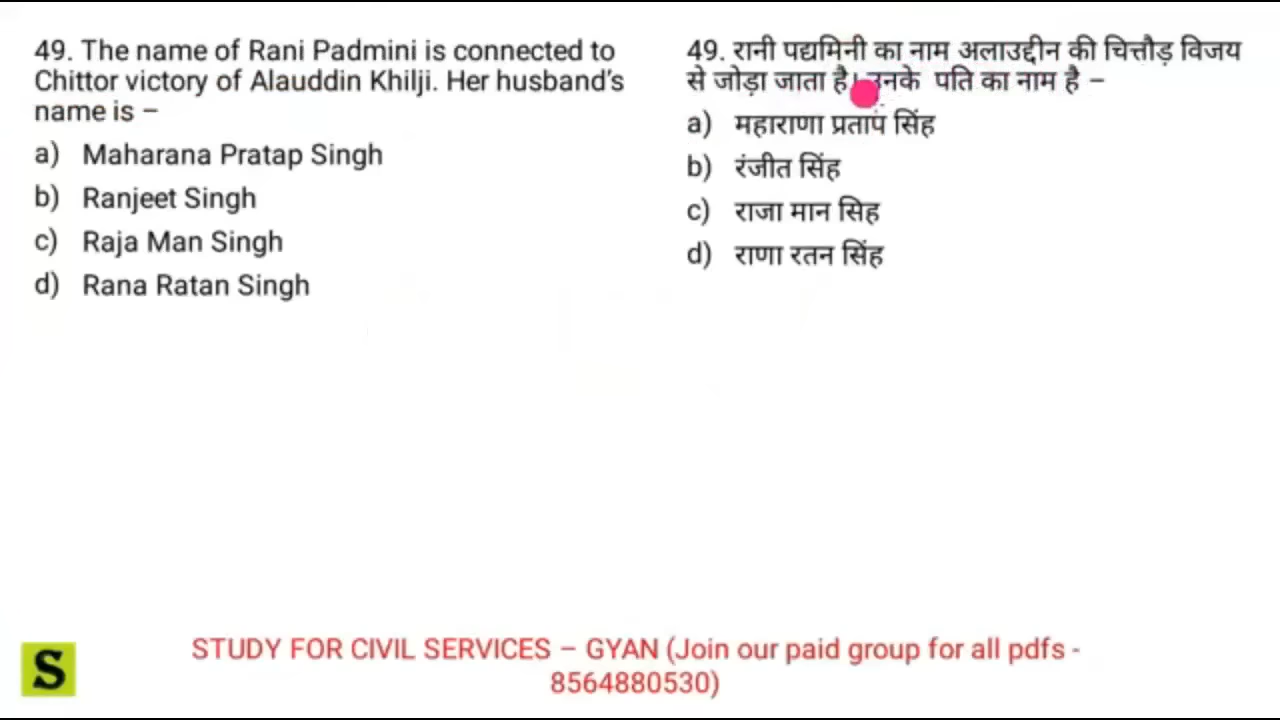 49. The name of Rani Padmini is connected to
Chittor victory of Alauddin Khilji. Her husband's
name is –
a) Maharana Pratap Singh
b) Ranjeet Singh
c) Raja Man Singh
d) Rana Ratan Singh
49. रानी पद्यमिनी का नाम अलाउद्दीन की चित्तौड़ विजय
से जोड़ा जाता है। उनके पति का नाम है –
a) महाराणा प्रताप सिंह
b) रंजीत सिंह
c) राजा मान सिह
d) राणा रतन सिंह
S
STUDY FOR CIVIL SERVICES – GYAN (Join our paid group for all pdfs -
8564880530)